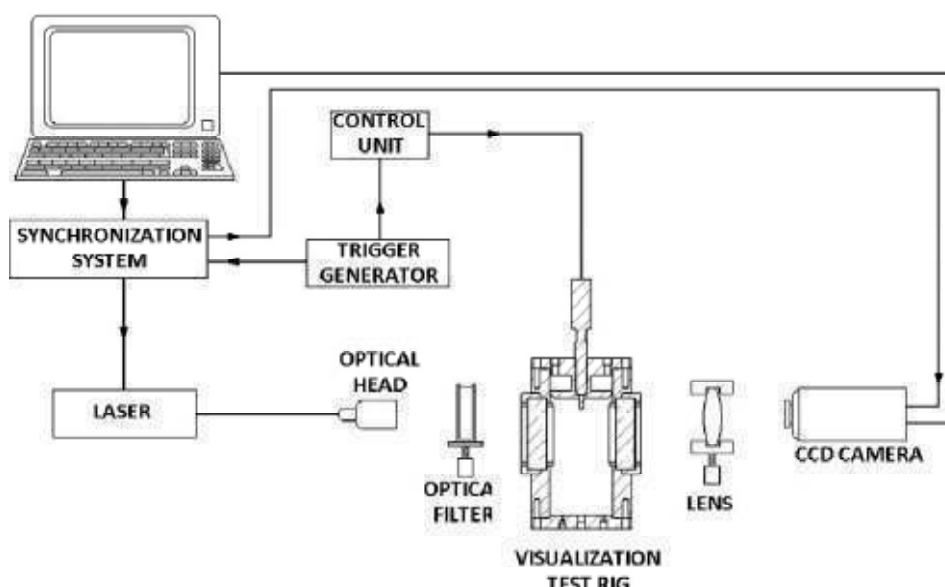 CONTROL
UNIT
SYNCHRONIZATION
SYSTEM
TRIGGER
GENERATOR
OPTICAL
HEAD
LASER
OPTICA
FILTER
LENS
CCD CAMERA
VISUALIZATION
TEST RIG